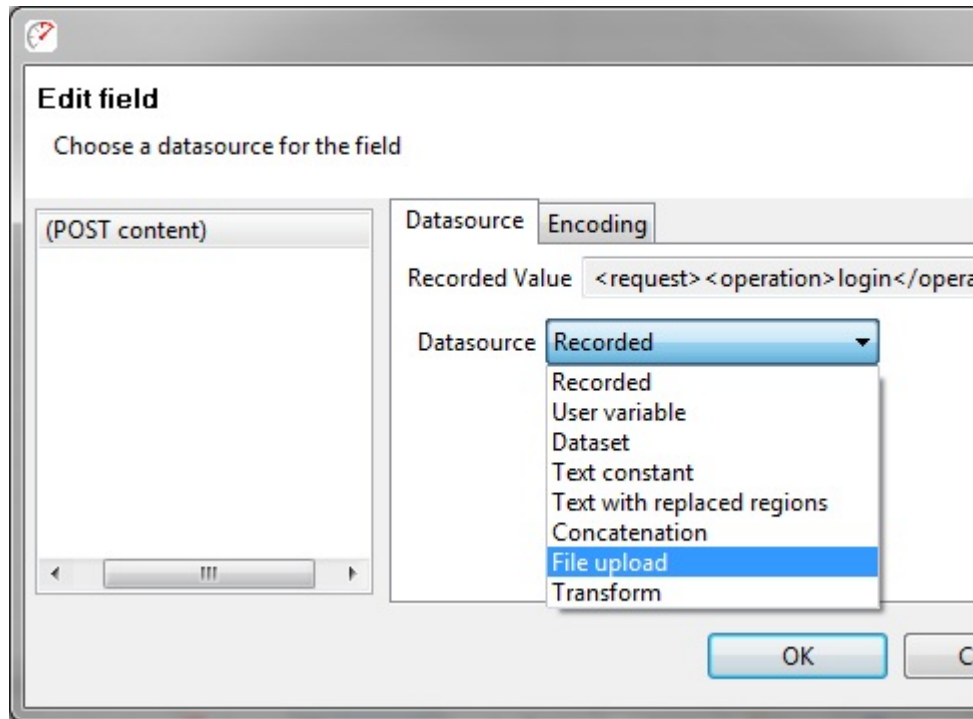 Edit field
Choose a datasource for the field
(POST content)
Datasource Encoding
Recorded Value <request><operation>login</opera
Datasource Recorded
Recorded
User variable
Dataset
Text constant
Text with replaced regions
Concatenation
File upload
Transform
OK C